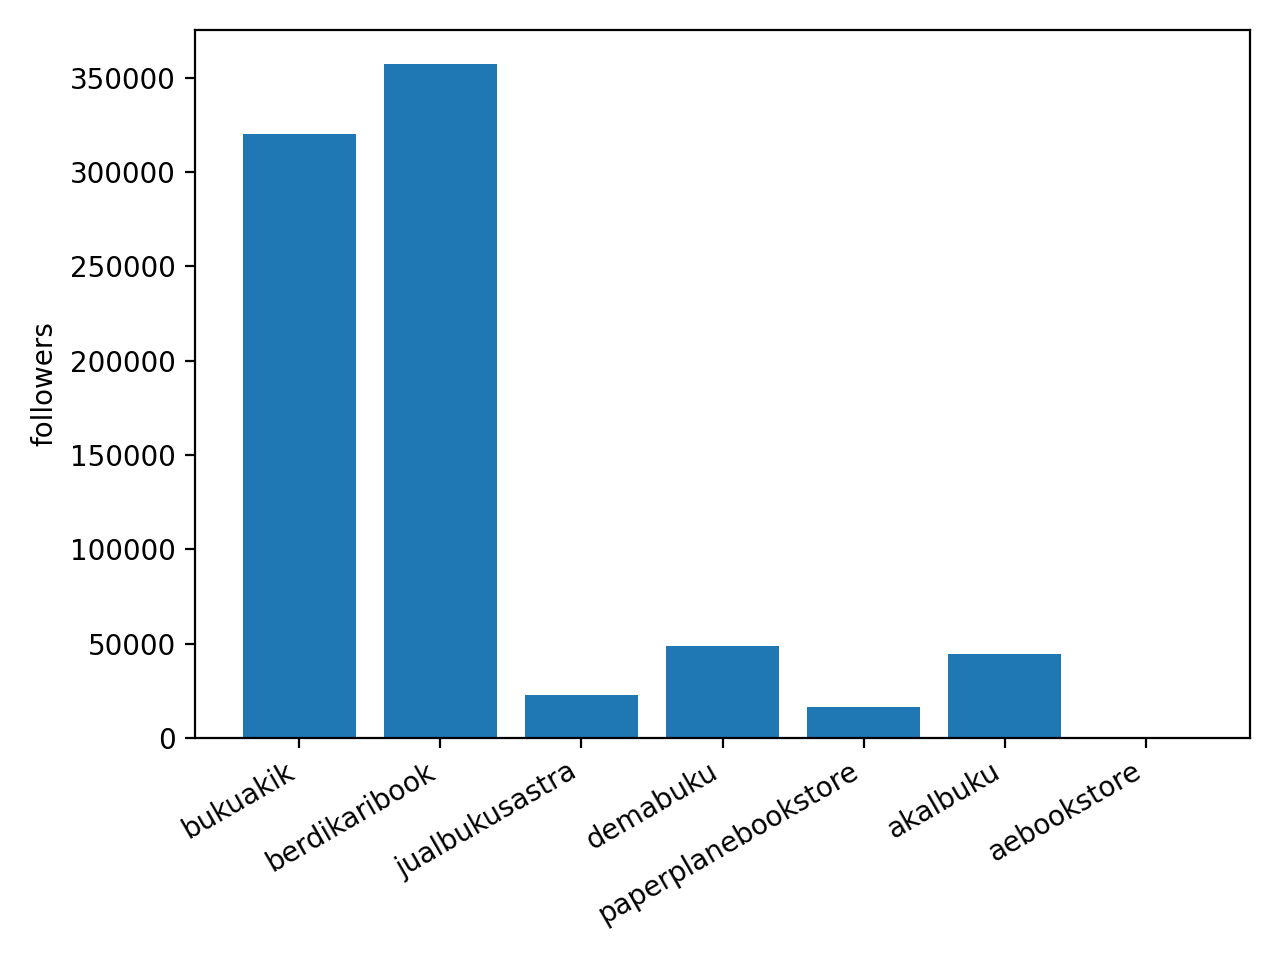 followers
350000
300000
250000
200000
150000
100000
50000
0
bukuakik
berdikaribook
jualbukusastra
demabuku
paperplanebookstore
akalbuku
aebookstore